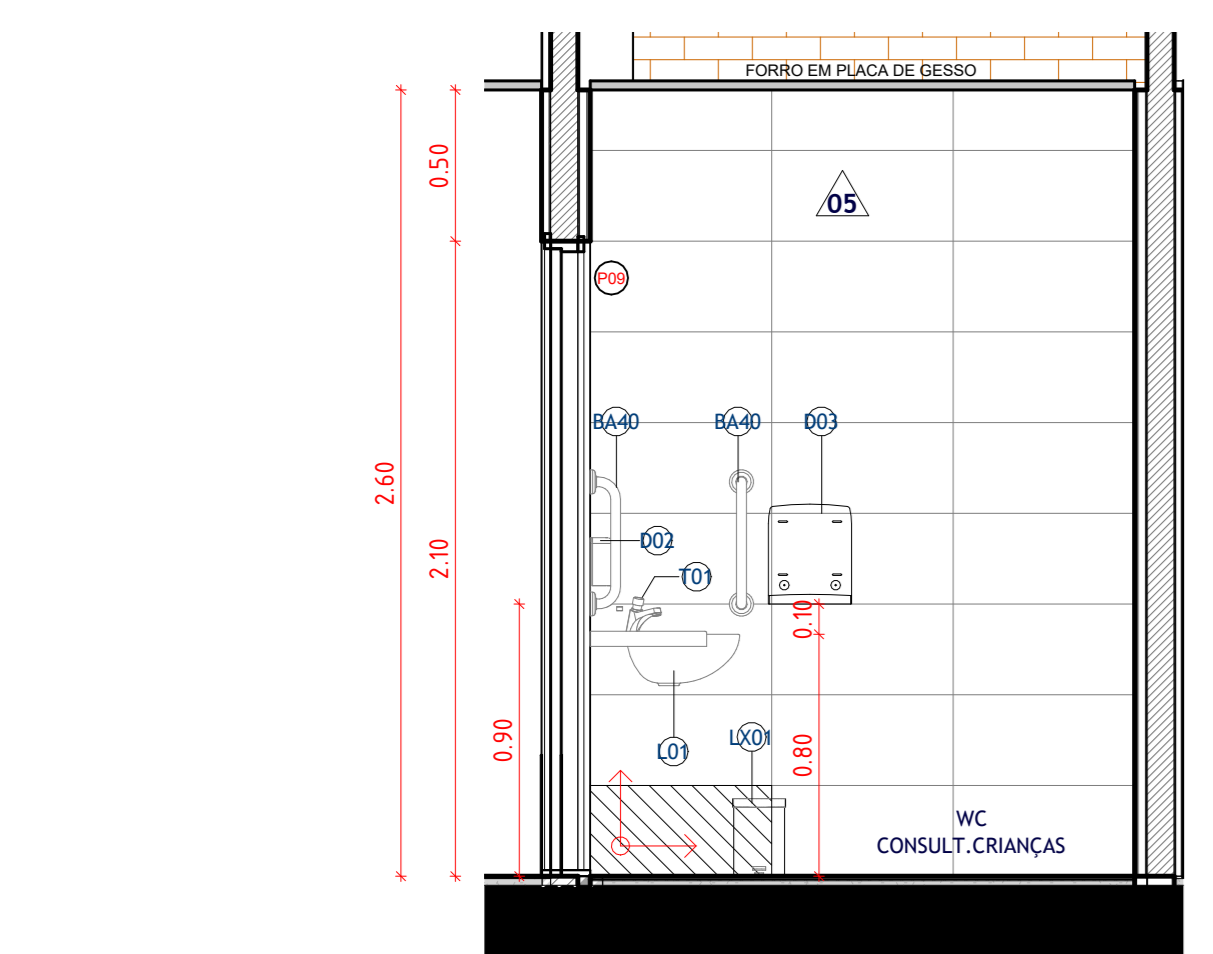 FORRO EM PLACA DE GESSO
0.50
05
P09
BA40
BA40
D03
2.60
2.10
D02
T01
0.10
0.90
L01
LX01
0.80
WC
CONSULT.CRIANÇAS